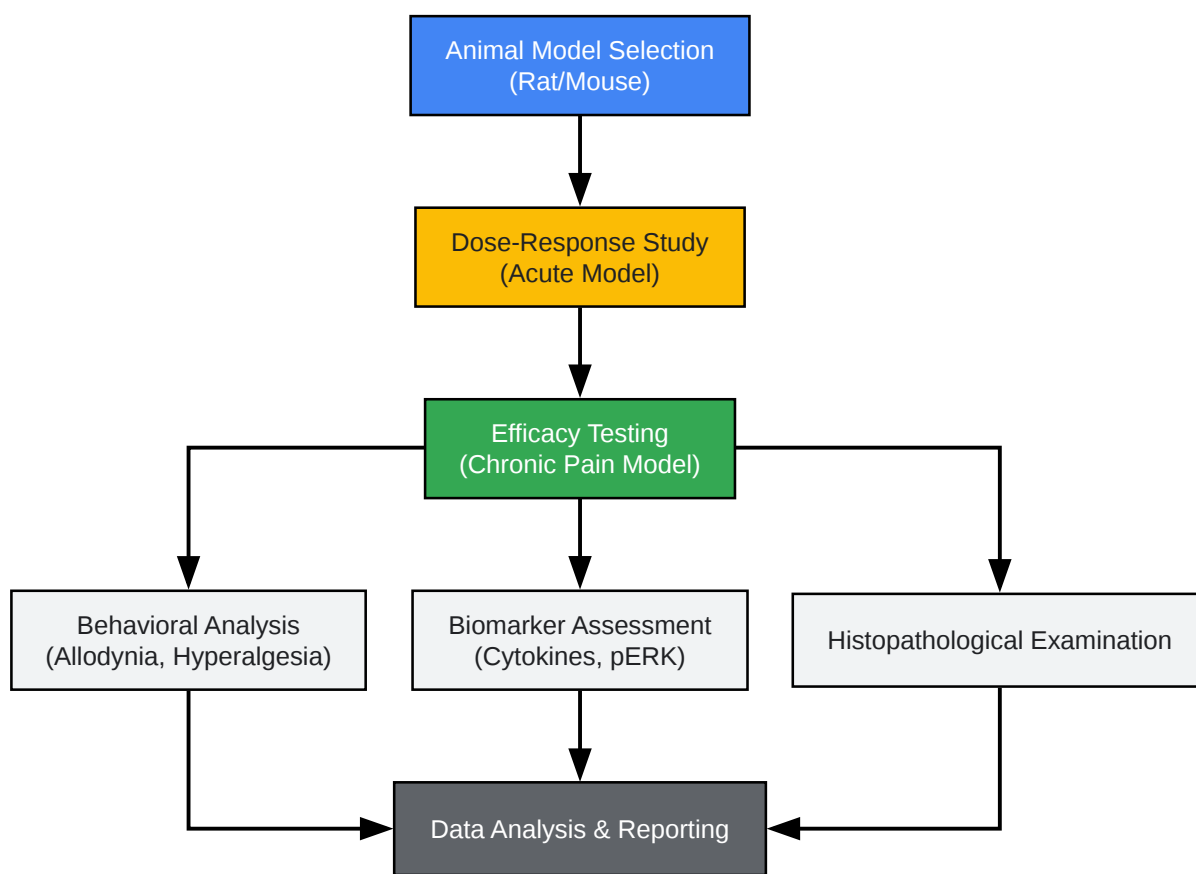 Animal Model Selection
(Rat/Mouse)
Dose-Response Study
(Acute Model)
Efficacy Testing
(Chronic Pain Model)
Behavioral Analysis
(Allodynia, Hyperalgesia)
Biomarker Assessment
(Cytokines, pERK)
Histopathological Examination
Data Analysis & Reporting